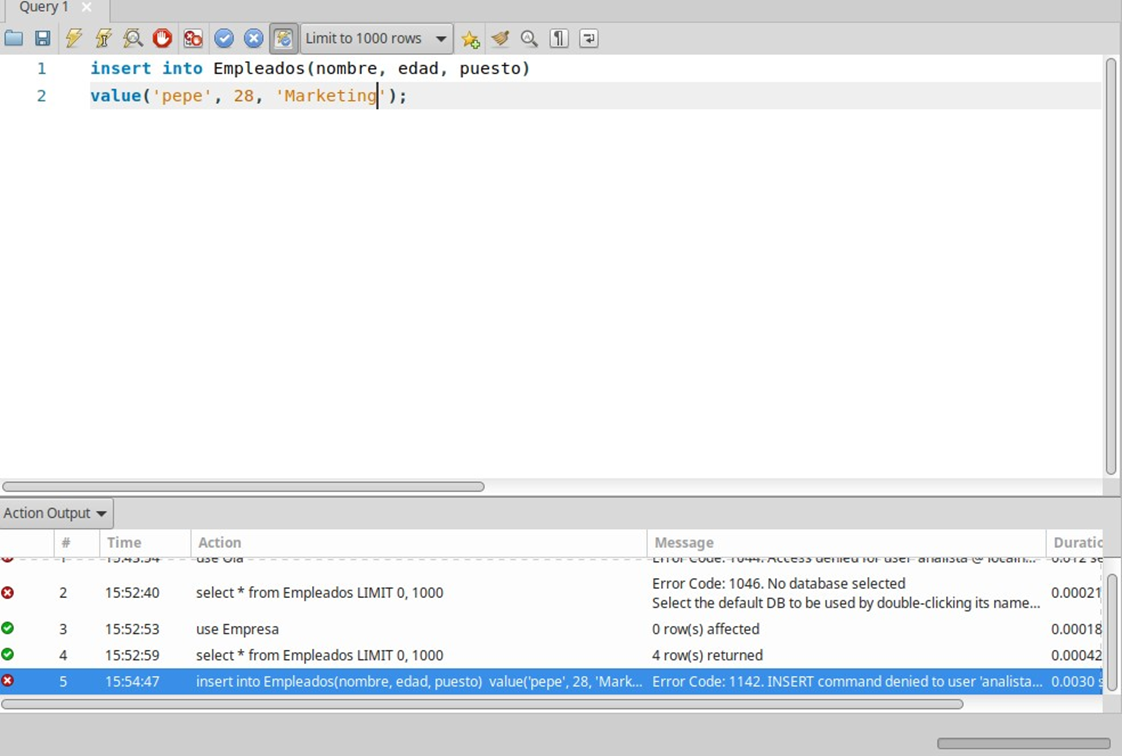 Query 1
Limit to 1000 rows
1 insert into Empleados(nombre, edad, puesto)
2 value('pepe', 28, 'Marketing');
Action Output
# Time Action Message Duratic
1 15:43:54 use Ola Error Code: 1044. Access denied for user 'analista'@'localh... 0.012 se
2 15:52:40 select * from Empleados LIMIT 0, 1000 Error Code: 1046. No database selected
Select the default DB to be used by double-clicking its name... 0.00021
3 15:52:53 use Empresa 0 row(s) affected 0.00018
4 15:52:59 select * from Empleados LIMIT 0, 1000 4 row(s) returned 0.00042
5 15:54:47 insert into Empleados(nombre, edad, puesto) value('pepe', 28, 'Mark... Error Code: 1142. INSERT command denied to user 'analista... 0.0030 s